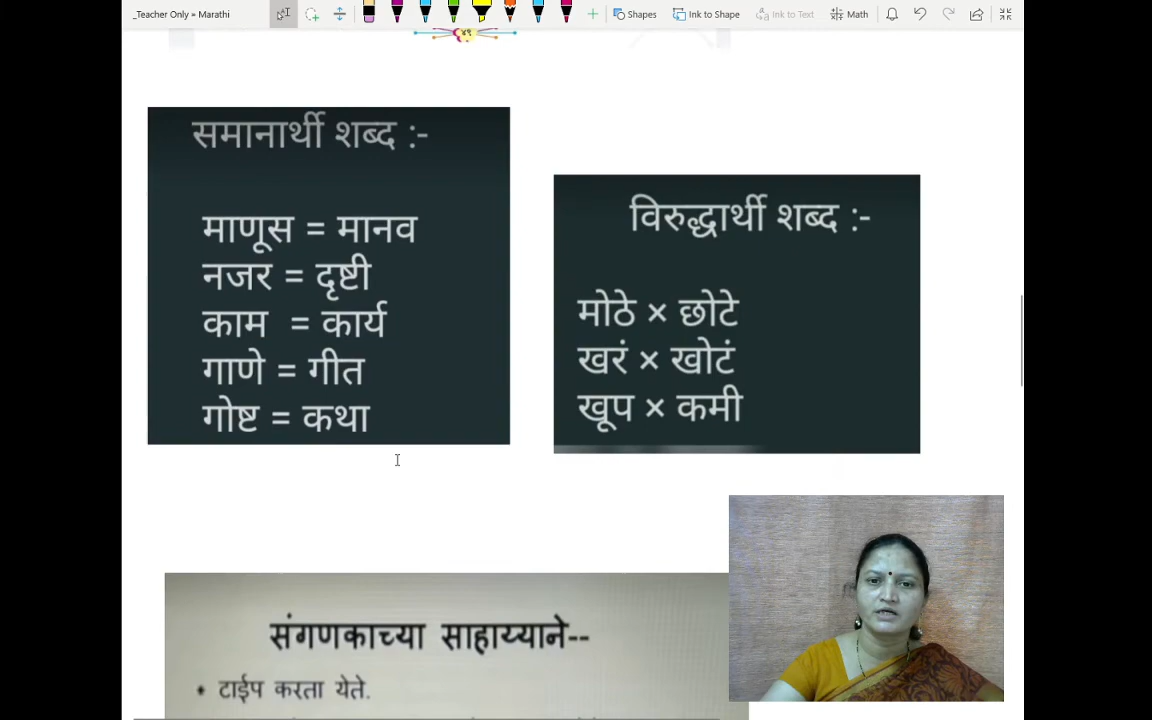 _Teacher Only = Marathi
Shapes
Ink to Shape
Ink to Text
Math
४९
समानार्थी शब्द :-
माणूस = मानव
नजर = दृष्टी
काम = कार्य
गाणे = गीत
गोष्ट = कथा
विरुद्धार्थी शब्द :-
मोठे × छोटे
खरं × खोटं
खूप × कमी
संगणकाच्या साहाय्याने--
• टाईप करता येते.